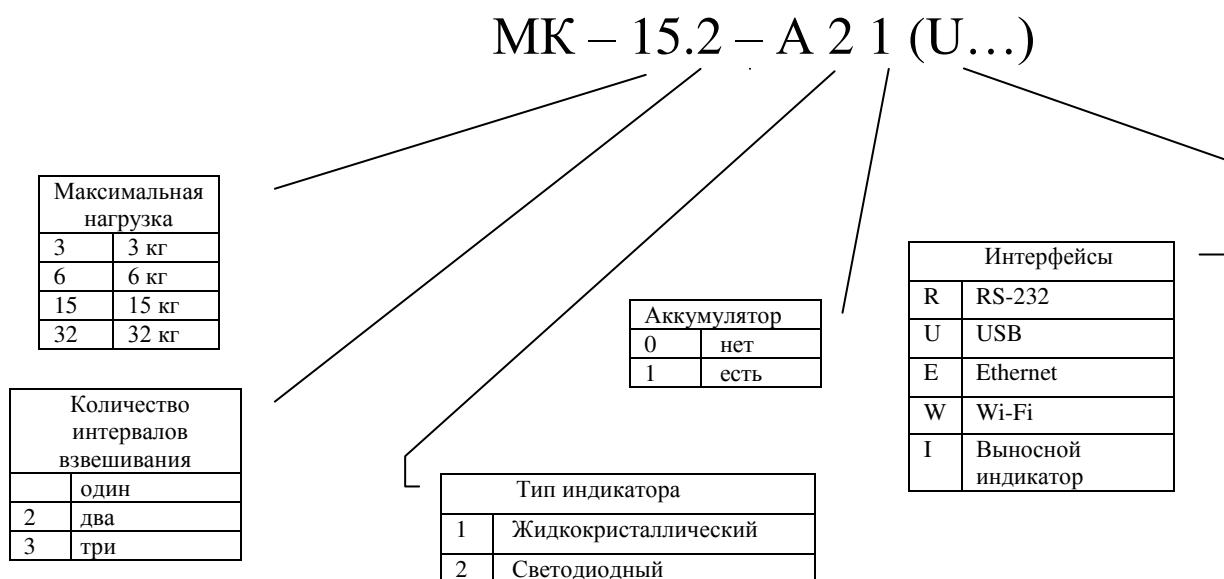 МК – 15.2 – А 2 1 (U…)
Максимальная
нагрузка
3 3 кг
6 6 кг
15 15 кг
32 32 кг
Количество
интервалов
взвешивания
один
2 два
3 три
Аккумулятор
0 нет
1 есть
Тип индикатора
1 Жидкокристаллический
2 Светодиодный
Интерфейсы
R RS-232
U USB
E Ethernet
W Wi-Fi
I Выносной
индикатор